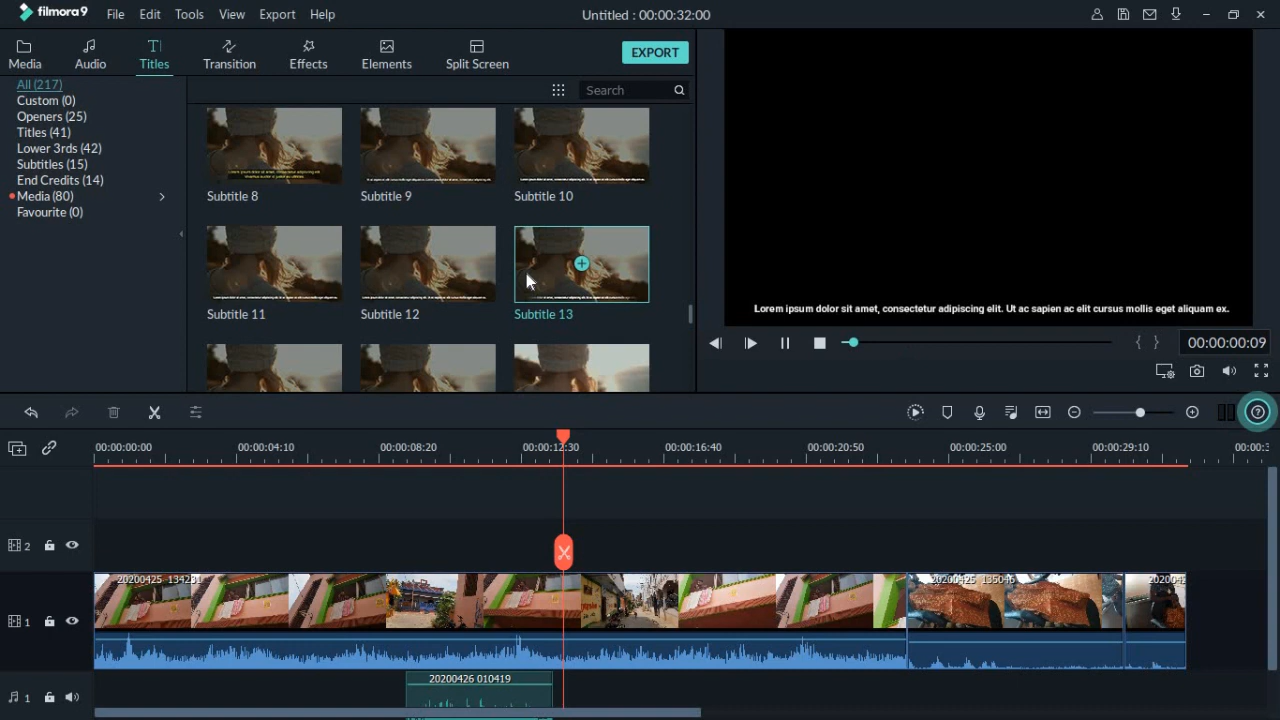 filmora9
File Edit Tools View Export Help
Untitled : 00:00:32:00
Media Audio Titles Transition Effects Elements Split Screen
EXPORT
All (217)
Custom (0)
Openers (25)
Titles (41)
Lower 3rds (42)
Subtitles (15)
End Credits (14)
Media (80)
Favourite (0)
Search
Subtitle 8 Subtitle 9 Subtitle 10
Subtitle 11 Subtitle 12 Subtitle 13
Lorem ipsum dolor sit amet, consectetur adipiscing elit. Ut ac sapien ac elit cursus mollis eget aliquam ex.
00:00:00:09
00:00:00:00 00:00:04:10 00:00:08:20 00:00:12:30 00:00:16:40 00:00:20:50 00:00:25:00 00:00:29:10
2
20200425 135046
1
20200426 010419
1